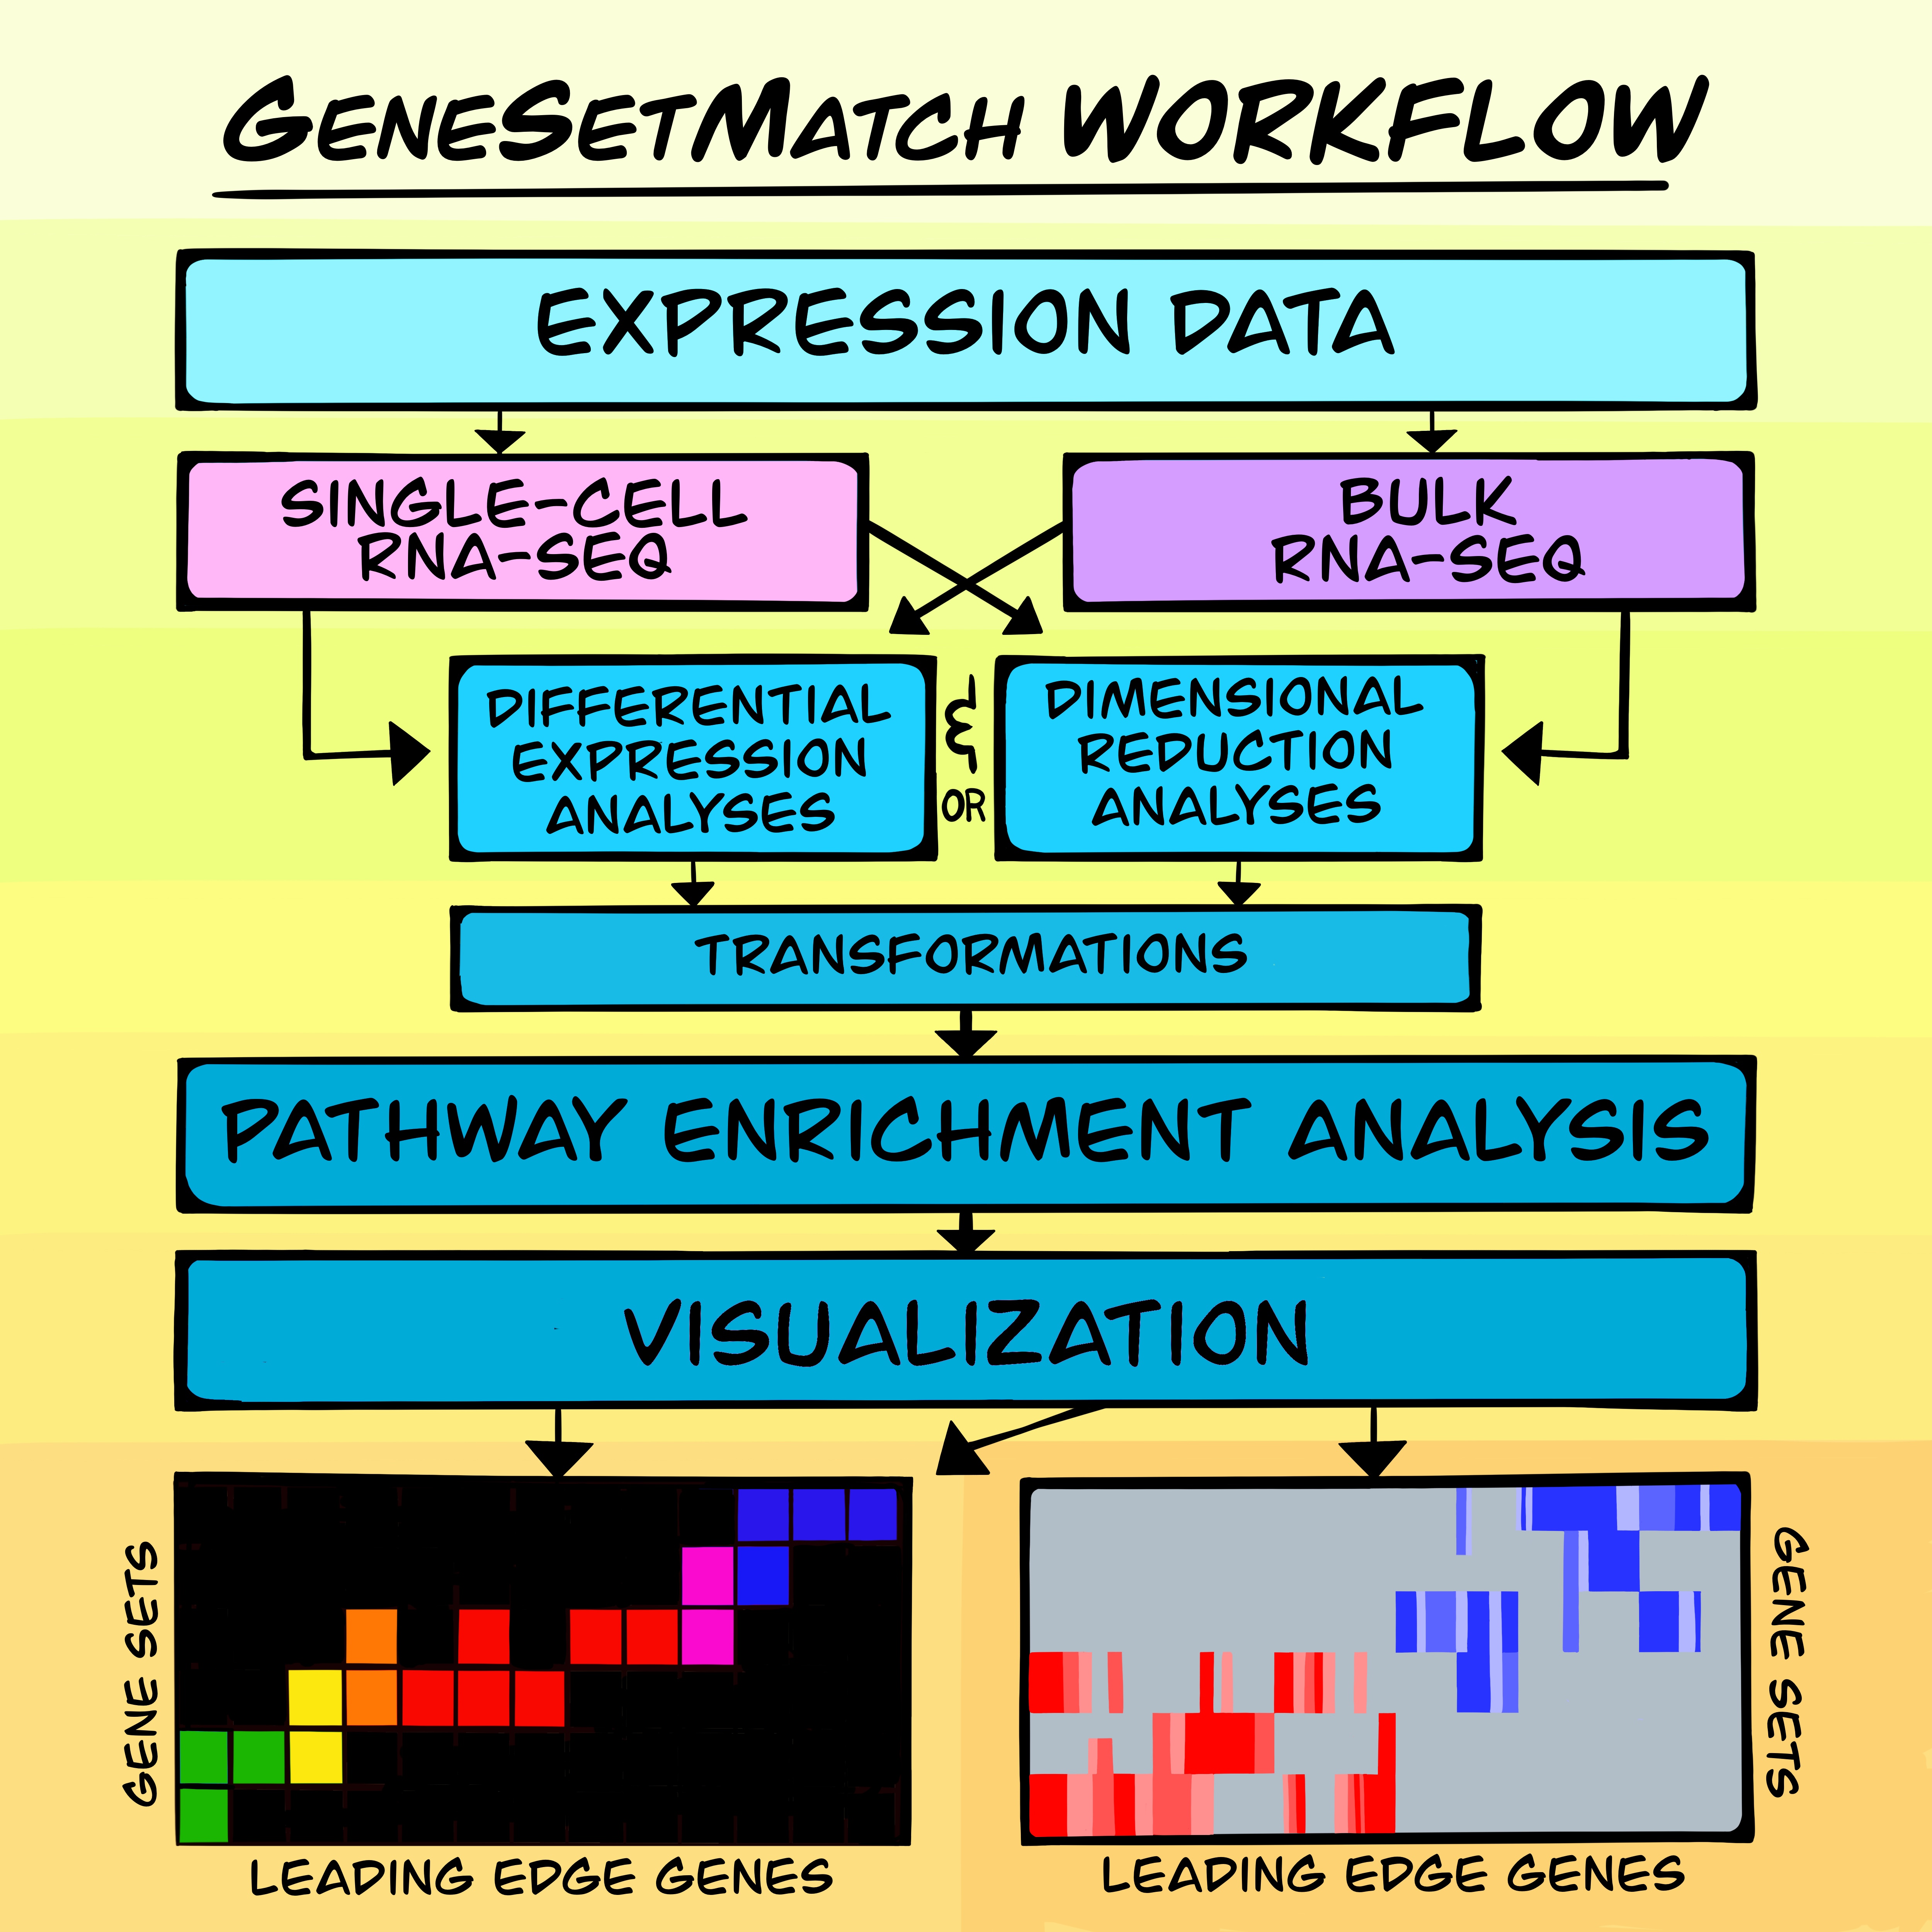 GENESETMATCH WORKFLOW
EXPRESSION DATA
SINGLE-CELL
RNA-SEQ
BULK
RNA-SEQ
DIFFERENTIAL
EXPRESSION
ANALYSES
&
OR
DIMENSIONAL
REDUCTION
ANALYSES
TRANSFORMATIONS
PATHWAY ENRICHMENT ANALYSIS
VISUALIZATION
GENE SETS
LEADING EDGE GENES
GENE SETS
LEADING EDGE GENES